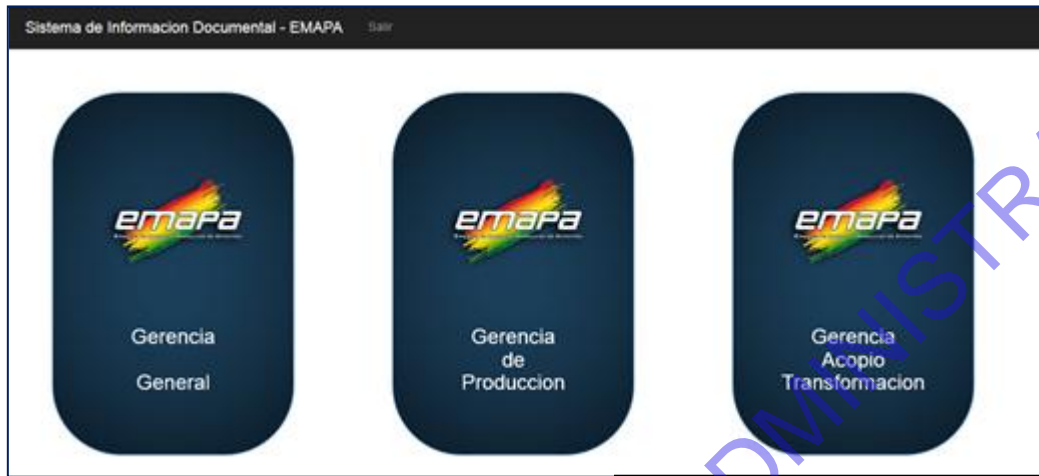 Sistema de Informacion Documental - EMAPA Salir
emapa
emapa
emapa
Gerencia
General
Gerencia
de
Produccion
Gerencia
Acopio
Transformacion